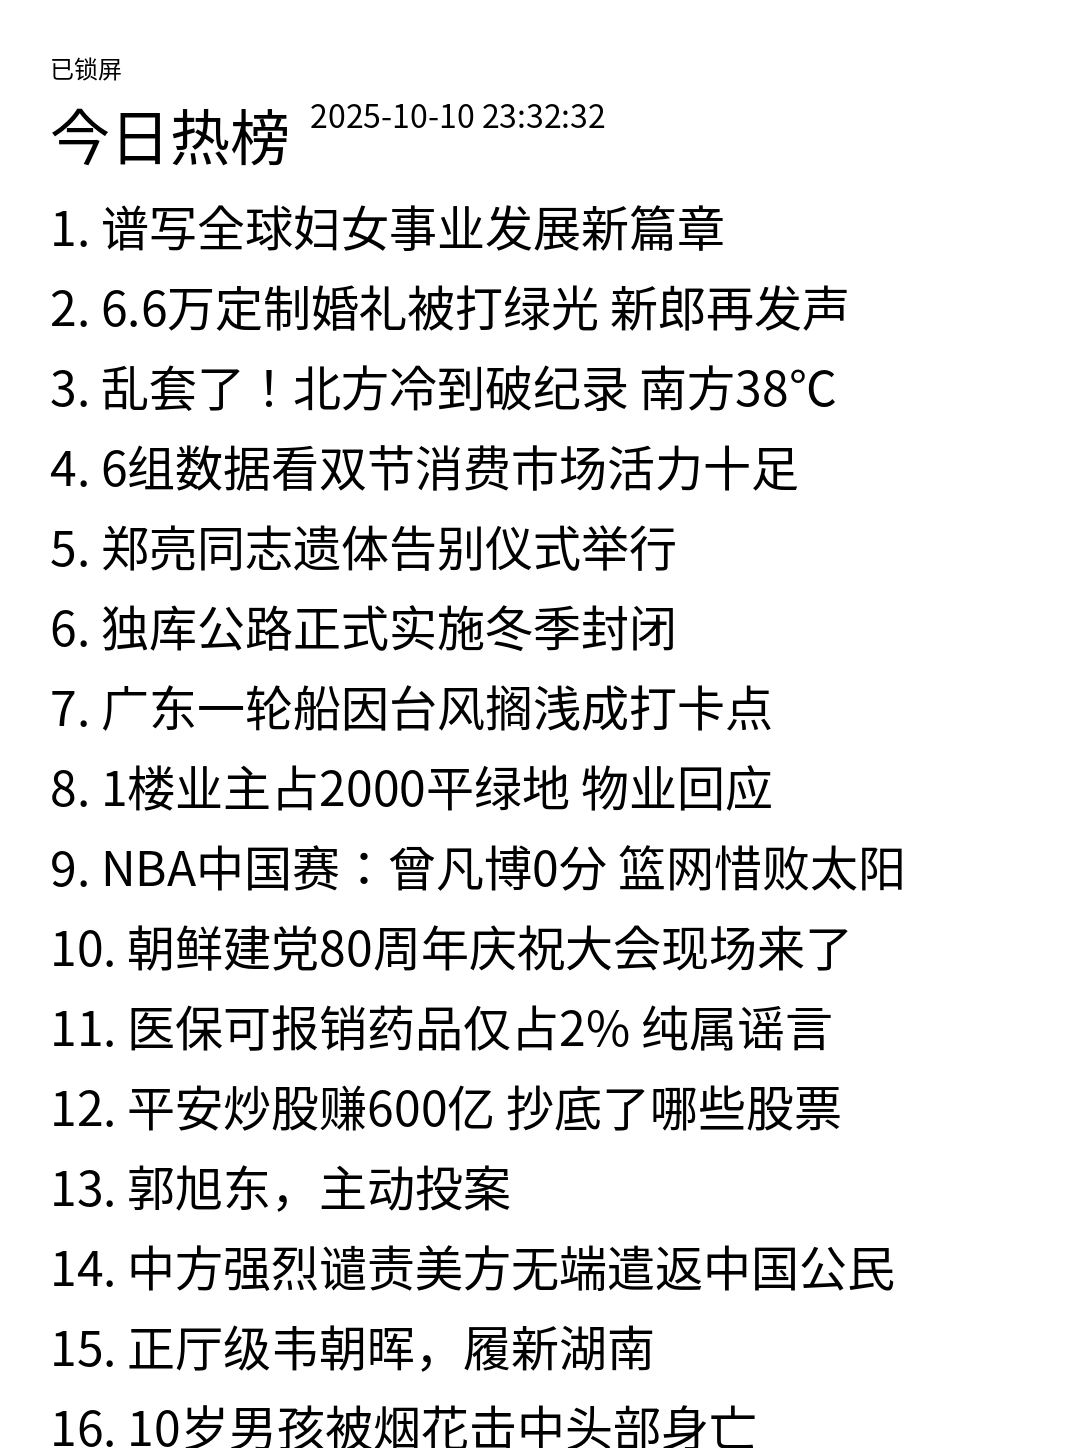 已锁屏
今日热榜 2025-10-10 23:32:32
1. 谱写全球妇女事业发展新篇章
2. 6.6万定制婚礼被打绿光 新郎再发声
3. 乱套了！北方冷到破纪录 南方38℃
4. 6组数据看双节消费市场活力十足
5. 郑亮同志遗体告别仪式举行
6. 独库公路正式实施冬季封闭
7. 广东一轮船因台风搁浅成打卡点
8. 1楼业主占2000平绿地 物业回应
9. NBA中国赛：曾凡博0分 篮网惜败太阳
10. 朝鲜建党80周年庆祝大会现场来了
11. 医保可报销药品仅占2% 纯属谣言
12. 平安炒股赚600亿 抄底了哪些股票
13. 郭旭东，主动投案
14. 中方强烈谴责美方无端遣返中国公民
15. 正厅级韦朝晖，履新湖南
16. 10岁男孩被烟花击中头部身亡